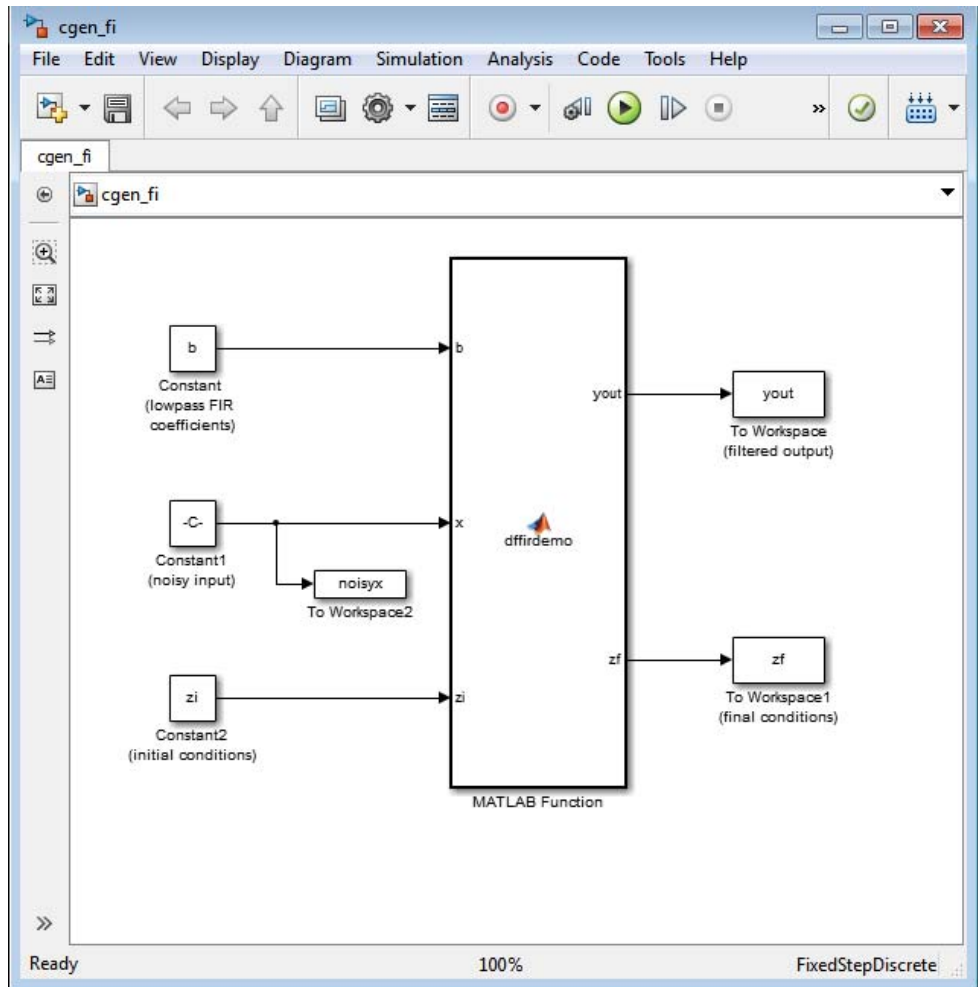 cgen_fi
File Edit View Display Diagram Simulation Analysis Code Tools Help
cgen_fi
cgen_fi
b
Constant
(lowpass FIR
coefficients)
b
yout
yout
To Workspace
(filtered output)
-C-
Constant1
(noisy input)
x
dffirdemo
noisyx
To Workspace2
zf
zf
To Workspace1
(final conditions)
zi
Constant2
(initial conditions)
zi
MATLAB Function
Ready 100% FixedStepDiscrete